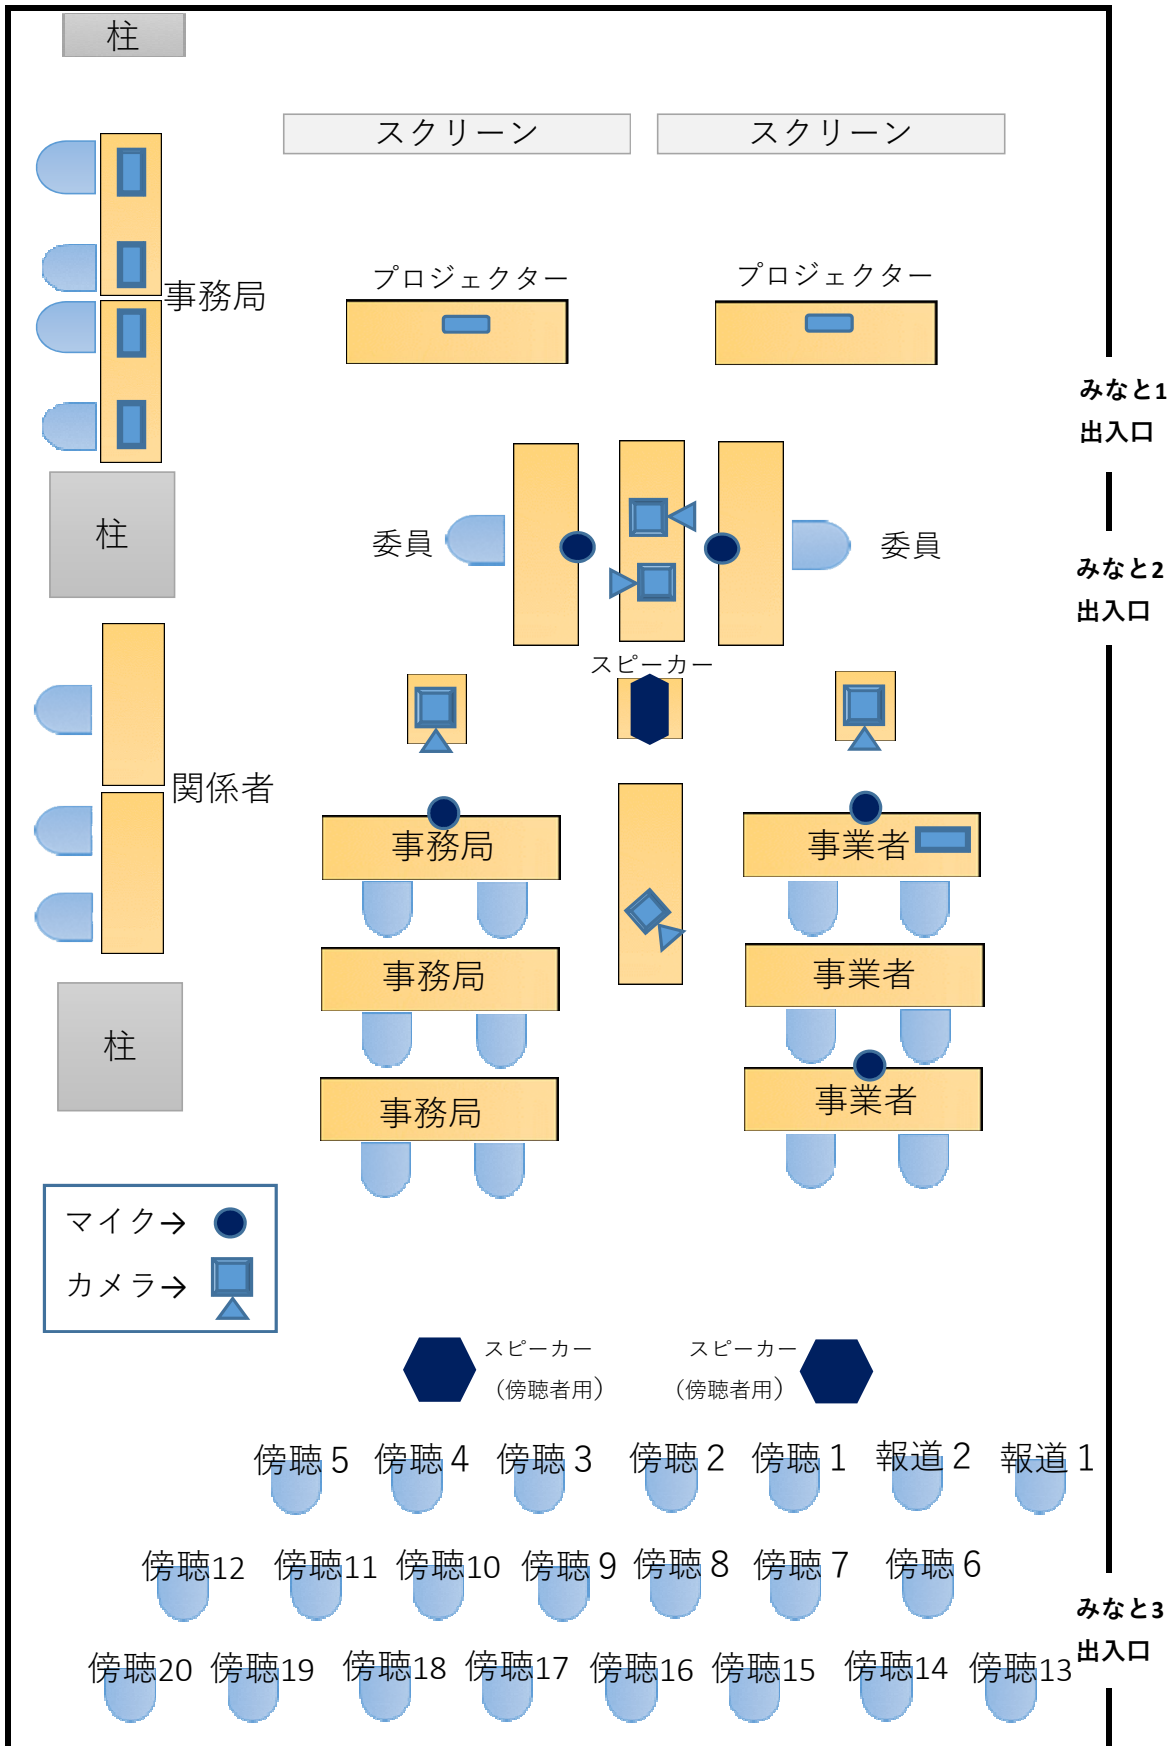 柱
スクリーン
スクリーン
事務局
プロジェクター
プロジェクター
みなと1
出入口
柱
委員
委員
みなと2
出入口
スピーカー
関係者
事務局
事業者
事務局
事業者
柱
事務局
事業者
マイク→
カメラ→
スピーカー
（傍聴者用）
スピーカー
（傍聴者用）
傍聴５
傍聴４
傍聴３
傍聴２
傍聴１
報道２
報道１
傍聴12
傍聴11
傍聴10
傍聴９
傍聴８
傍聴７
傍聴６
みなと3
出入口
傍聴20
傍聴19
傍聴18
傍聴17
傍聴16
傍聴15
傍聴14
傍聴13